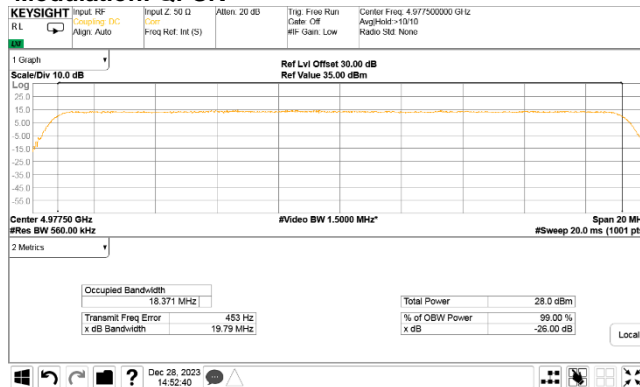 KEYSIGHT Input: RF Input Z: 50 Ω Atten: 20 dB Trig: Free Run Center Freq: 4.977500000 GHz
RL Coupling: DC Corr Gate: Off Avg|Hold:>10/10
Align: Auto Freq Ref: Int (S) #IF Gain: Low Radio Std: None
1 Graph
Ref Lvl Offset 30.00 dB
Scale/Div 10.0 dB Ref Value 35.00 dBm
Log
25.0
15.0
5.00
-5.00
-15.0
-25.0
-35.0
-45.0
-55.0
Center 4.97750 GHz #Video BW 1.5000 MHz* Span 20 MH
#Res BW 560.00 kHz #Sweep 20.0 ms (1001 pts
2 Metrics
Occupied Bandwidth
18.371 MHz Total Power 28.0 dBm
Transmit Freq Error 453 Hz % of OBW Power 99.00 %
x dB Bandwidth 19.79 MHz x dB -26.00 dB
Local
? Dec 28, 2023
14:52:40